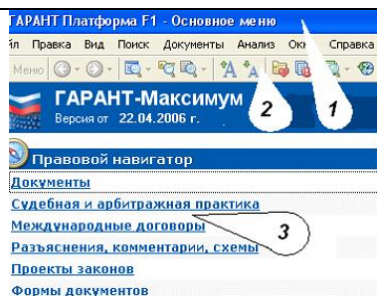 ГАРАНТ Платформа F1 - Основное меню
йл Правка Вид Поиск Документы Анализ Окн Справка
Меню
ГАРАНТ-Максимум
Версия от 22.04.2006 г.
2
1
Правовой навигатор
Документы
Судебная и арбитражная практика
Международные договоры
3
Разъяснения, комментарии, схемы
Проекты законов
Формы документов